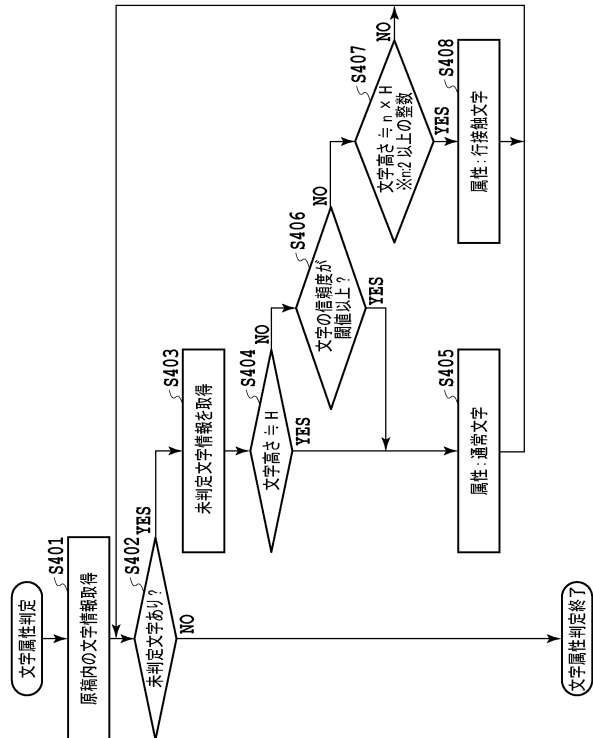 文字属性判定
S401
原稿内の文字情報取得
S402
未判定文字あり？
YES
NO
S403
未判定文字情報を取得
S404
文字高さ≒H
NO
YES
S405
属性：通常文字
S406
文字の信頼度が
閾値以上？
NO
YES
S407
文字高さ≒n×H
※n:2以上の整数
NO
YES
S408
属性：行接触文字
文字属性判定終了